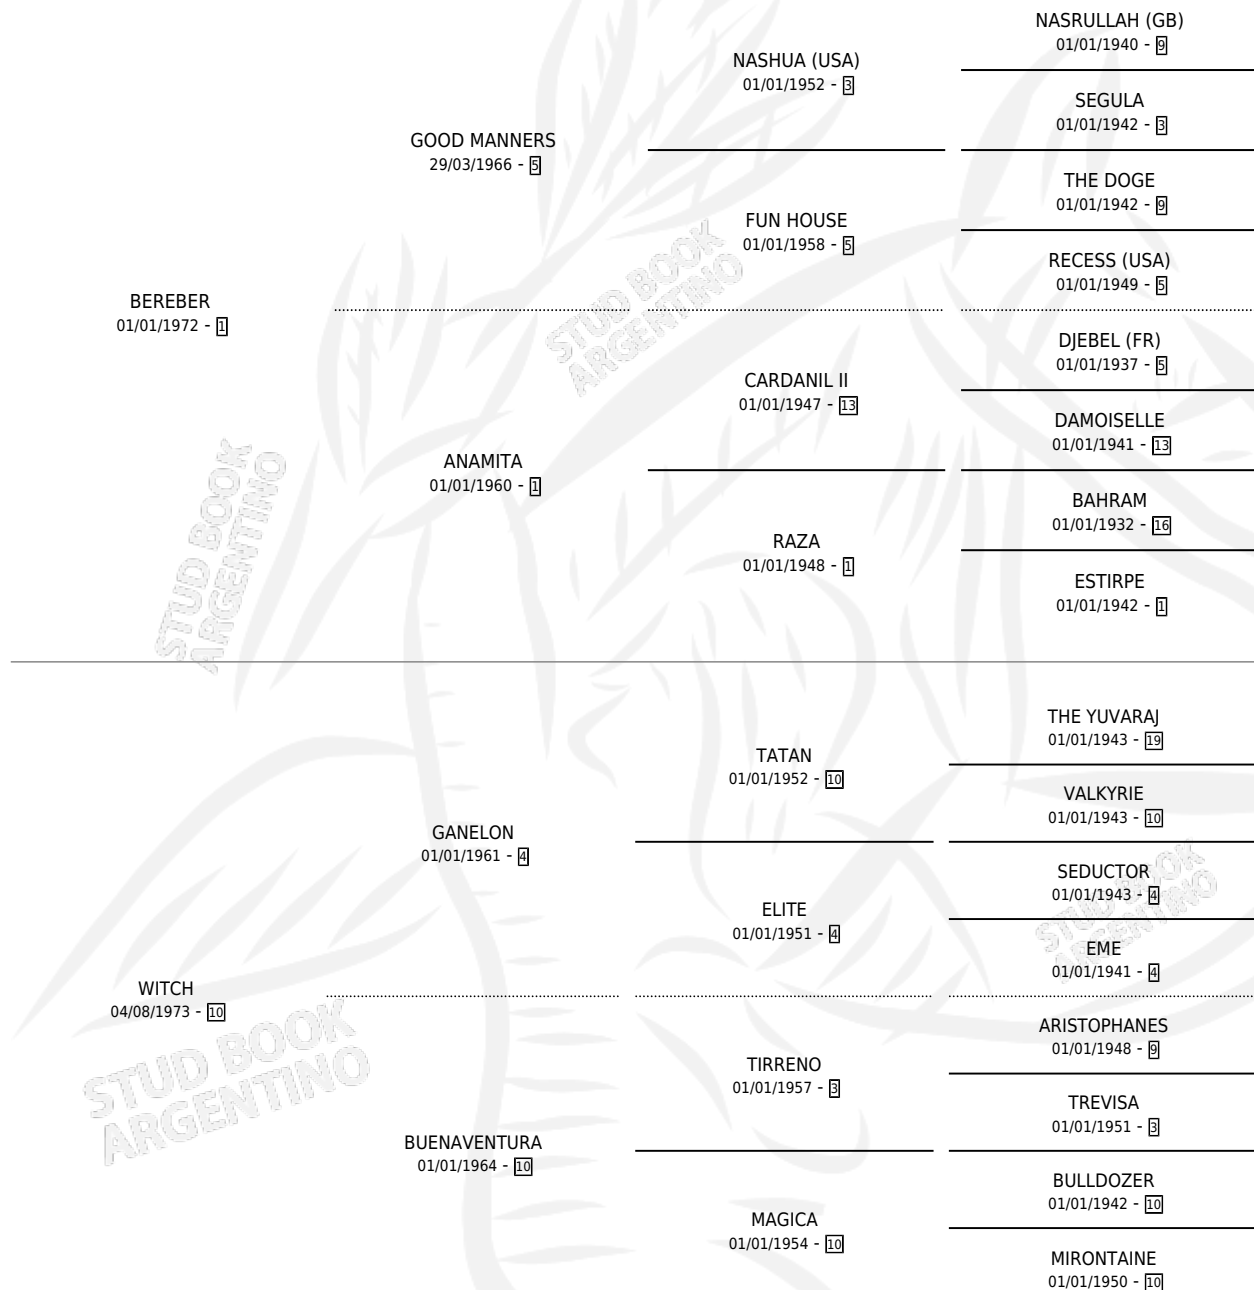 NASRULLAH (GB)
01/01/1940 - 9
NASHUA (USA)
01/01/1952 - 3
SEGULA
01/01/1942 - 3
GOOD MANNERS
29/03/1966 - 5
THE DOGE
01/01/1942 - 9
FUN HOUSE
01/01/1958 - 5
RECESS (USA)
01/01/1949 - 5
BEREBER
01/01/1972 - 1
DJEBEL (FR)
01/01/1937 - 5
CARDANIL II
01/01/1947 - 13
DAMOISELLE
01/01/1941 - 13
ANAMITA
01/01/1960 - 1
BAHRAM
01/01/1932 - 16
RAZA
01/01/1948 - 1
ESTIRPE
01/01/1942 - 1
THE YUVARAJ
01/01/1943 - 19
TATAN
01/01/1952 - 10
VALKYRIE
01/01/1943 - 10
GANELON
01/01/1961 - 4
SEDUCTOR
01/01/1943 - 4
ELITE
01/01/1951 - 4
EME
01/01/1941 - 4
WITCH
04/08/1973 - 10
ARISTOPHANES
01/01/1948 - 9
TIRRENO
01/01/1957 - 3
TREVISA
01/01/1951 - 3
BUENAVENTURA
01/01/1964 - 10
BULLDOZER
01/01/1942 - 10
MAGICA
01/01/1954 - 10
MIRONTAINE
01/01/1950 - 10
STUD BOOK
ARGENTINO
STUD BOOK
ARGENTINO
STUD BOOK
ARGENTINO
STUD BOOK
ARGENTINO